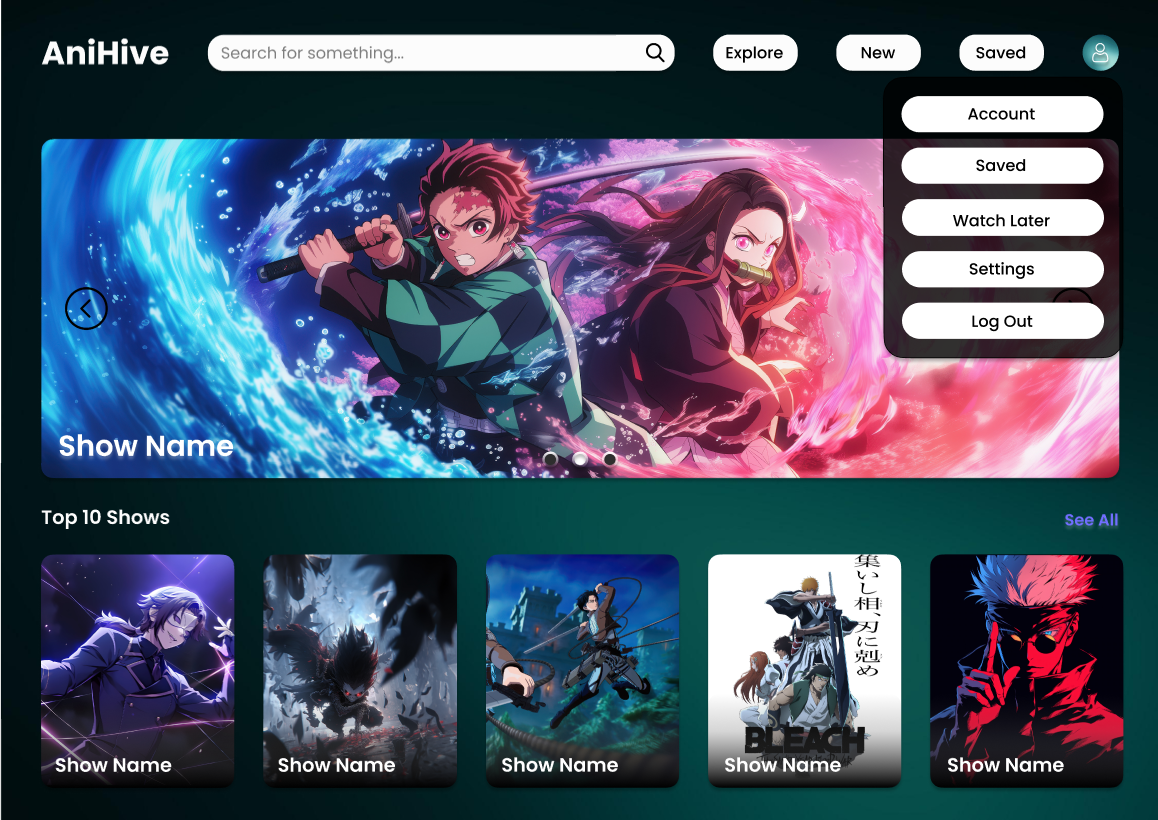 AniHive
Search for something...
Explore
New
Saved
Account
Saved
Watch Later
Settings
Log Out
Show Name
Top 10 Shows
See All
Show Name
Show Name
Show Name
集いし相、刃に剋め
BLEACH
Show Name
Show Name